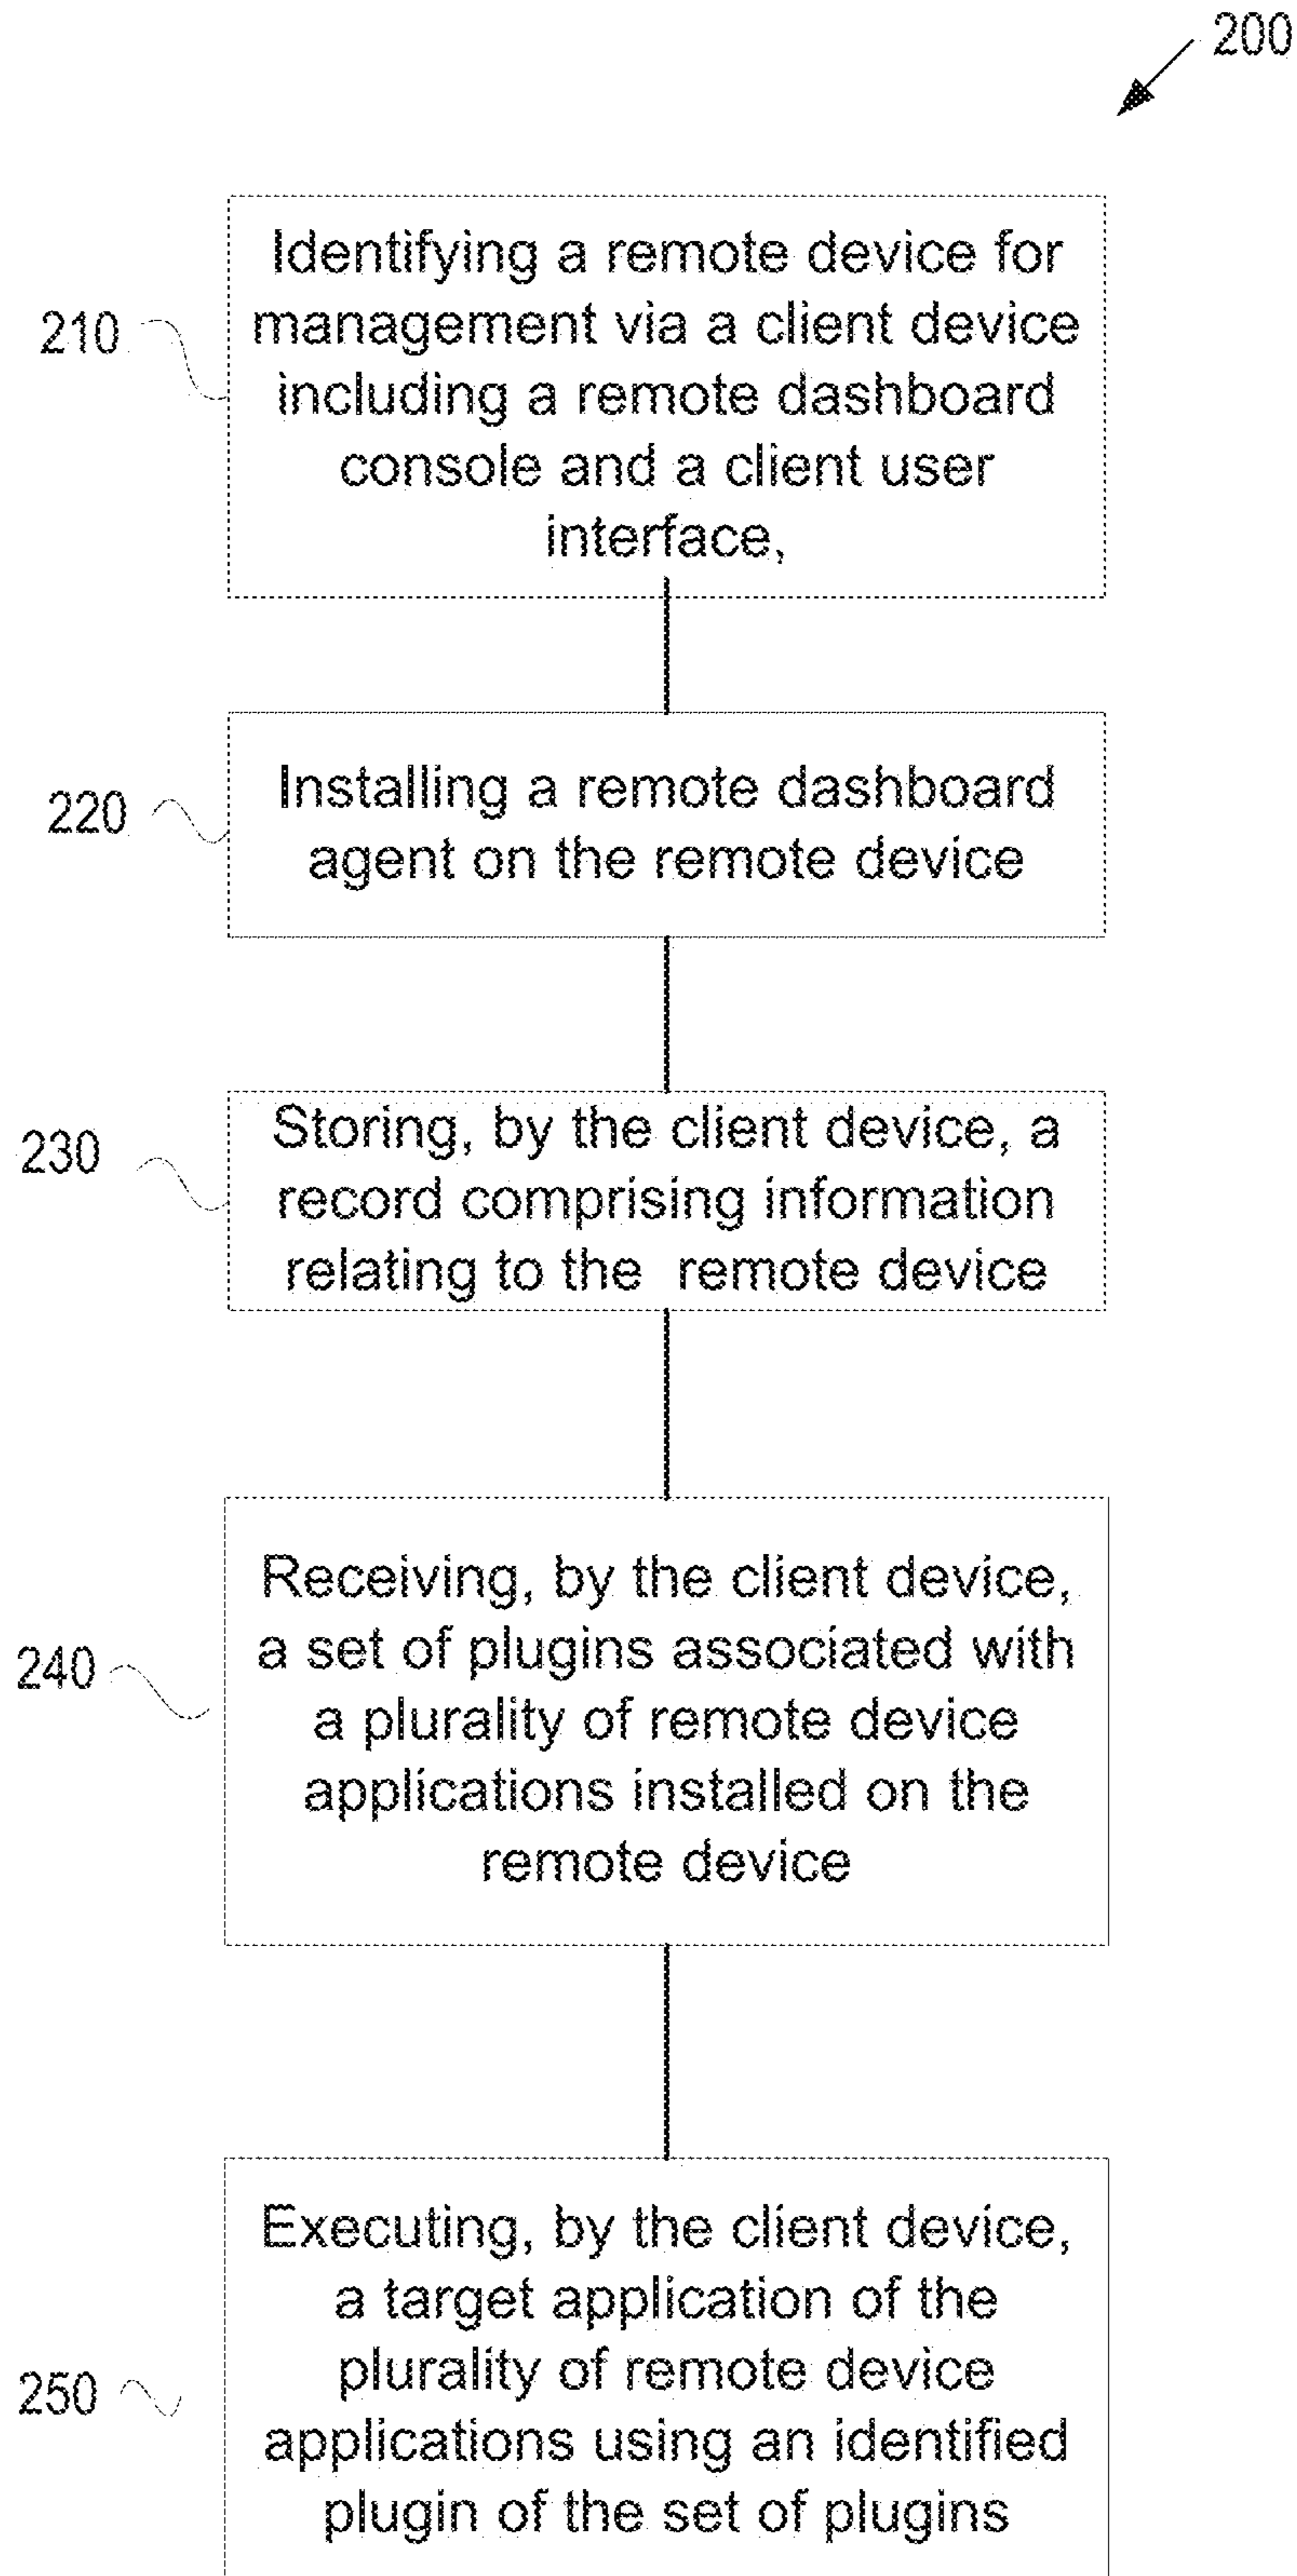 200
210
Identifying a remote device for
management via a client device
including a remote dashboard
console and a client user
interface,
220
Installing a remote dashboard
agent on the remote device
230
Storing, by the client device, a
record comprising information
relating to the remote device
240
Receiving, by the client device,
a set of plugins associated with
a plurality of remote device
applications installed on the
remote device
250
Executing, by the client device,
a target application of the
plurality of remote device
applications using an identified
plugin of the set of plugins